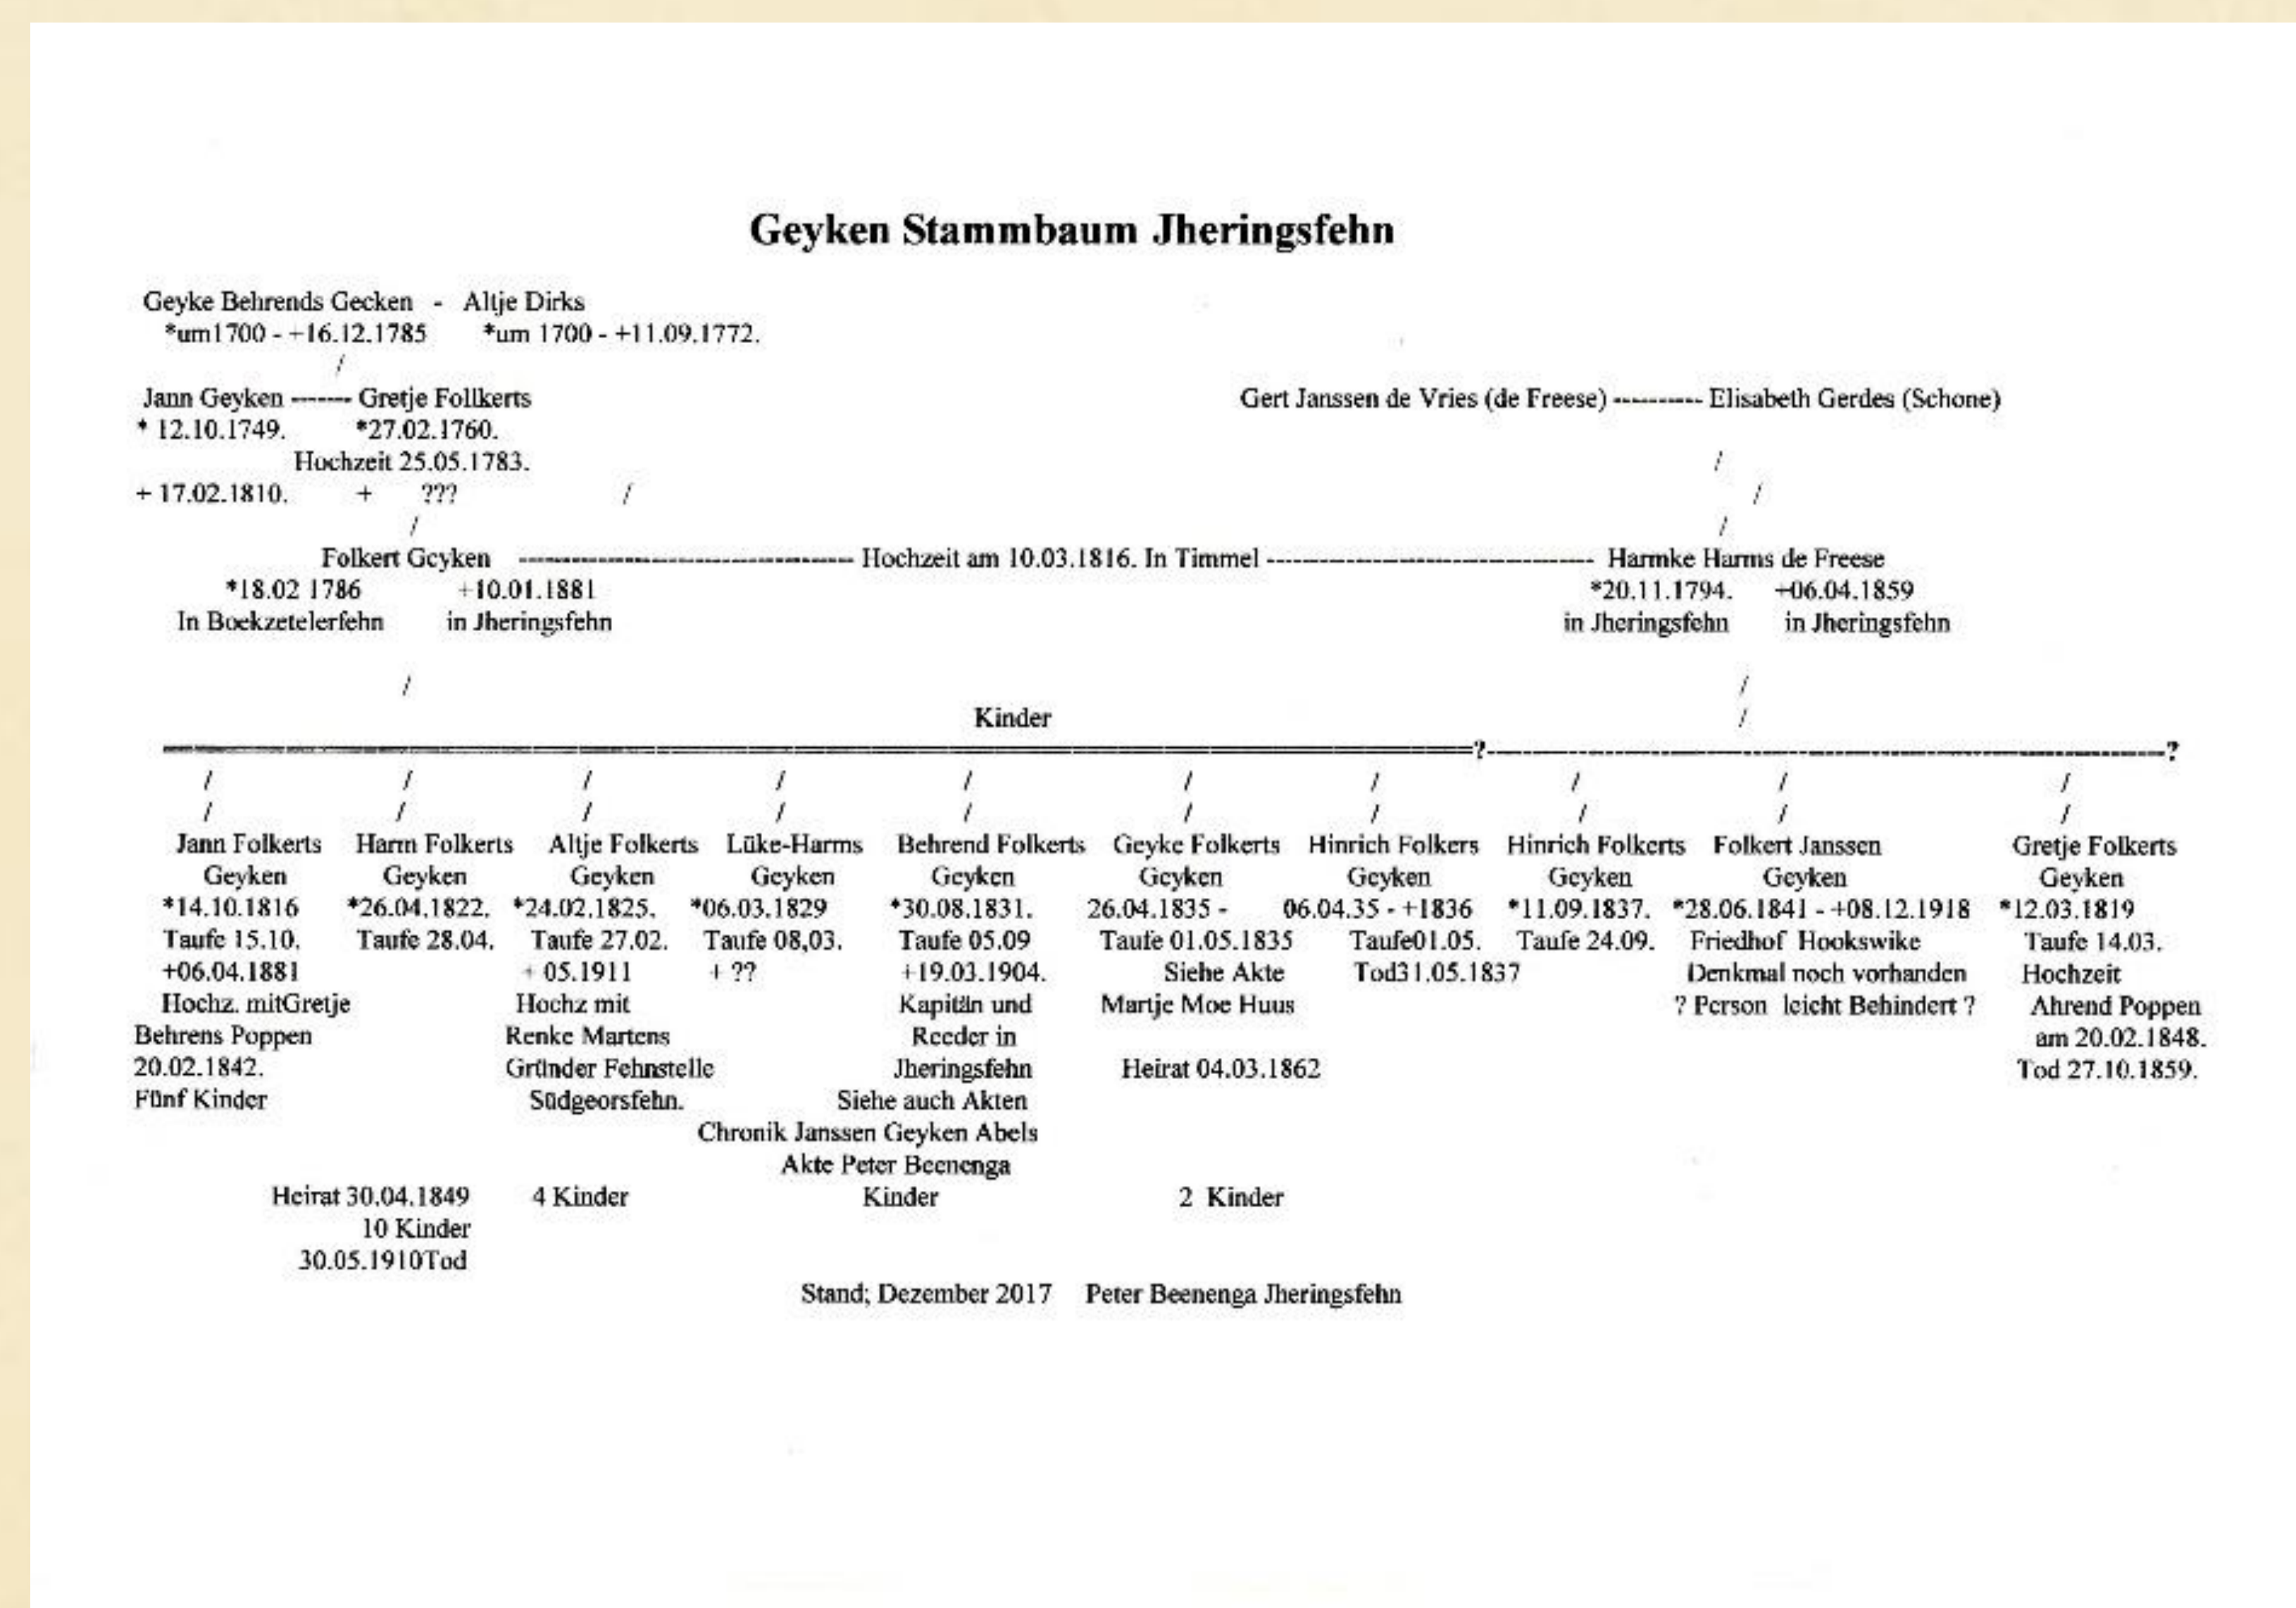 Geyken Stammbaum Jheringsfehn
Geyke Behrends Gecken - Altje Dirks
*um1700 - +16.12.1785 *um 1700 - +11.09.1772.
/
Jann Geyken ------- Gretje Follkerts Gert Janssen de Vries (de Freese) ---------- Elisabeth Gerdes (Schone)
* 12.10.1749. *27.02.1760.
Hochzeit 25.05.1783. /
+ 17.02.1810. + ??? / /
/ /
Folkert Geyken ------------------------------------- Hochzeit am 10.03.1816. In Timmel ------------------------------------ Harmke Harms de Freese
*18.02 1786 +10.01.1881 *20.11.1794. +06.04.1859
In Boekzetelerfehn in Jheringsfehn in Jheringsfehn in Jheringsfehn
/ /
Kinder /
? ?
/ / / / / / / / / /
/ / / / / / / / / /
Jann Folkerts Harm Folkerts Altje Folkerts Lüke-Harms Behrend Folkerts Geyke Folkerts Hinrich Folkers Hinrich Folkerts Folkert Janssen Gretje Folkerts
Geyken Geyken Geyken Geyken Geyken Geyken Geyken Geyken Geyken Geyken
*14.10.1816 *26.04.1822. *24.02.1825. *06.03.1829 *30.08.1831. 26.04.1835 - 06.04.35 - +1836 *11.09.1837. *28.06.1841 - +08.12.1918 *12.03.1819
Taufe 15.10. Taufe 28.04. Taufe 27.02. Taufe 08,03. Taufe 05.09 Taufe 01.05.1835 Taufe01.05. Taufe 24.09. Friedhof Hookswike Taufe 14.03.
+06.04.1881 + 05.1911 + ?? +19.03.1904. Siehe Akte Tod31.05.1837 Denkmal noch vorhanden Hochzeit
Hochz. mitGretje Hochz mit Kapitän und Martje Moe Huus ? Person leicht Behindert ? Ahrend Poppen
Behrens Poppen Renke Martens Reeder in am 20.02.1848.
20.02.1842. Gründer Fehnstelle Jheringsfehn Heirat 04.03.1862 Tod 27.10.1859.
Fünf Kinder Südgeorsfehn. Siehe auch Akten
Chronik Janssen Geyken Abels
Akte Peter Beenenga
Heirat 30.04.1849 4 Kinder Kinder 2 Kinder
10 Kinder
30.05.1910Tod
Stand; Dezember 2017 Peter Beenenga Jheringsfehn